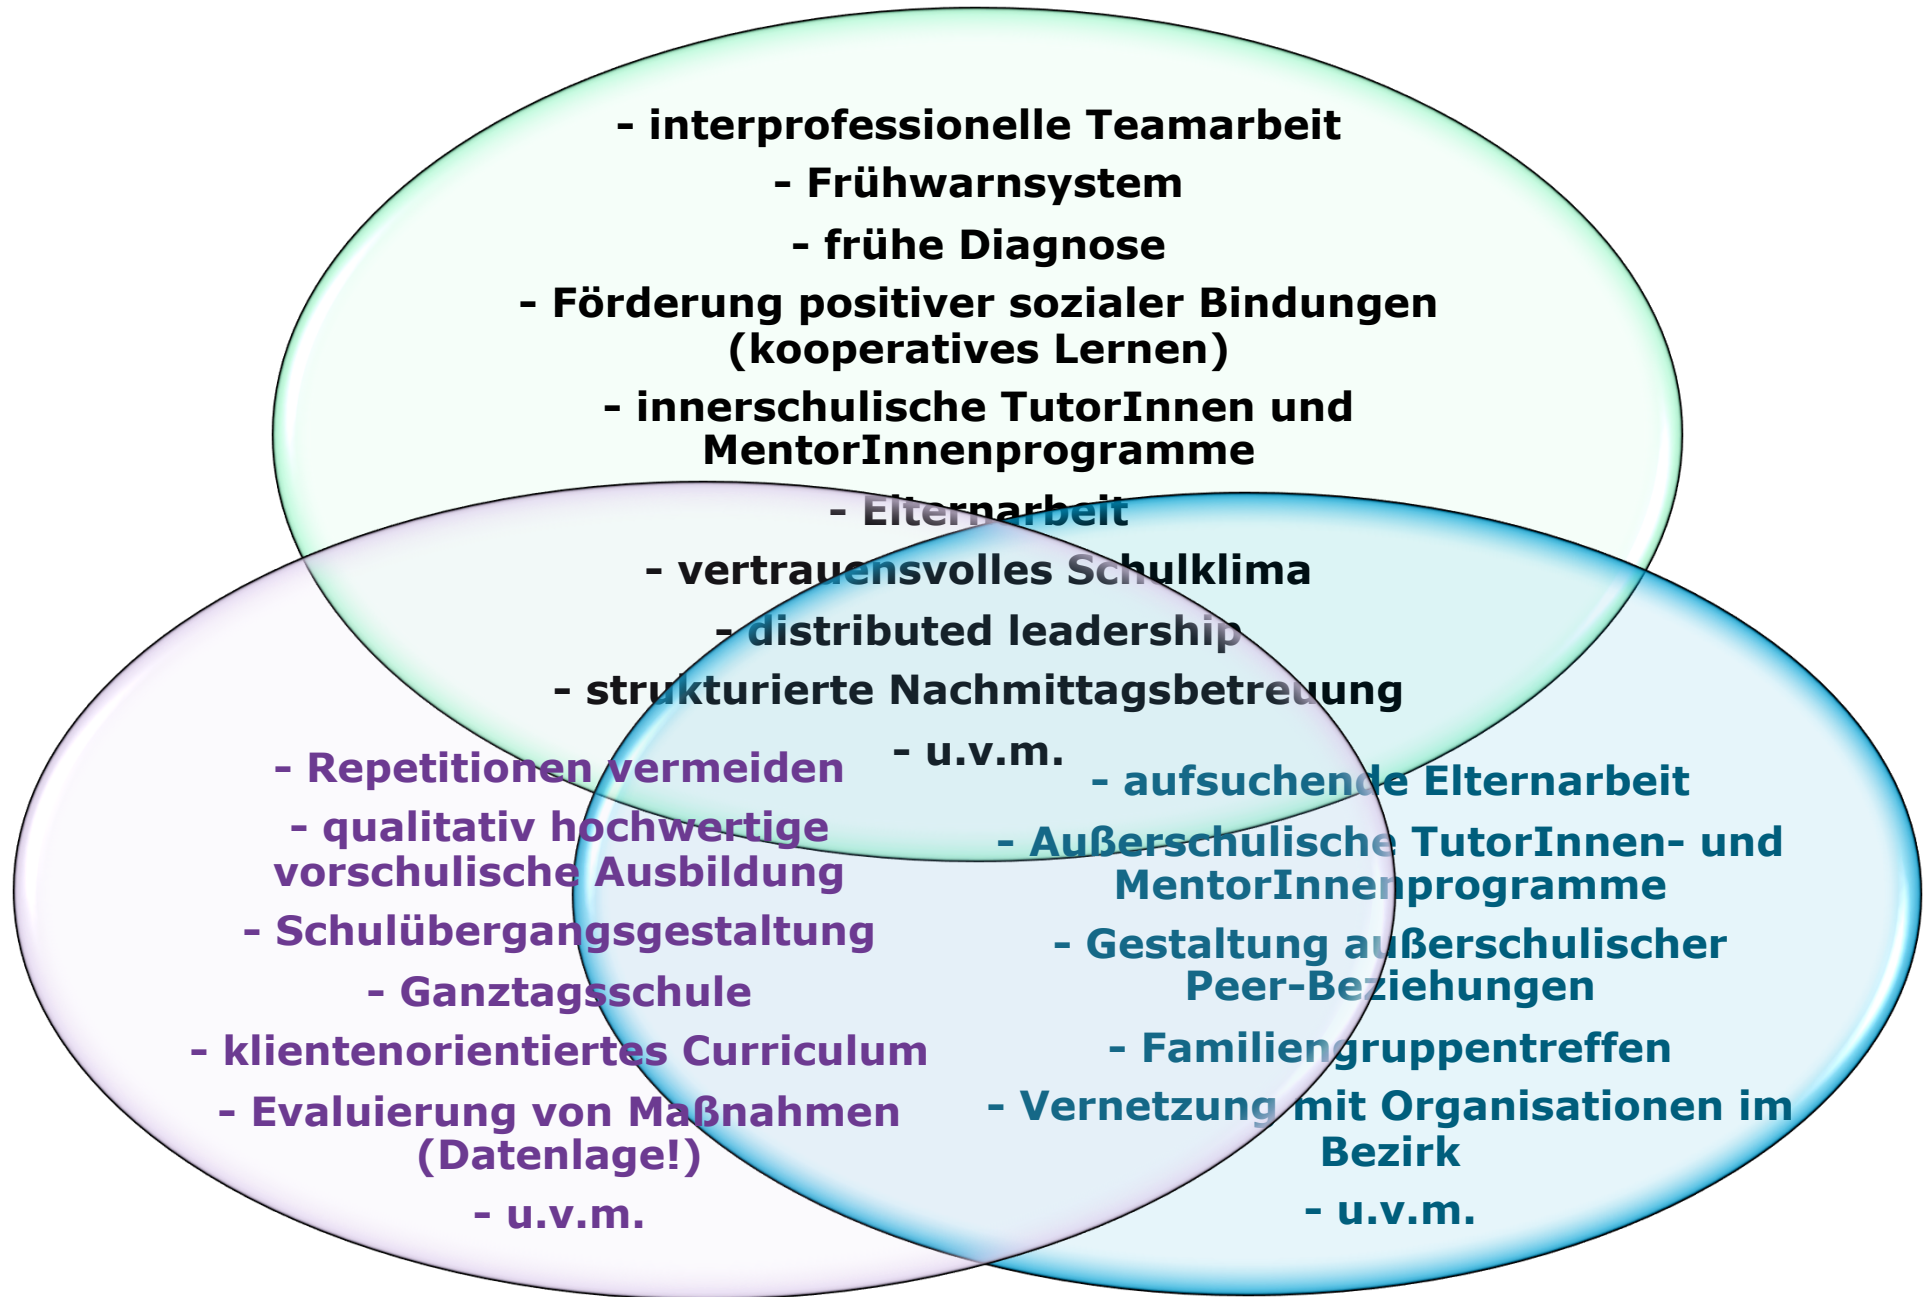 - interprofessionelle Teamarbeit
- Frühwarnsystem
- frühe Diagnose
- Förderung positiver sozialer Bindungen
(kooperatives Lernen)
- innerschulische TutorInnen und
MentorInnenprogramme
- Elternarbeit
- vertrauensvolles Schulklima
- distributed leadership
- strukturierte Nachmittagsbetreuung
- u.v.m.
- Repetitionen vermeiden
- qualitativ hochwertige
vorschulische Ausbildung
- Schulübergangsgestaltung
- Ganztagsschule
- klientenorientiertes Curriculum
- Evaluierung von Maßnahmen
(Datenlage!)
- u.v.m.
- aufsuchende Elternarbeit
- Außerschulische TutorInnen- und
MentorInnenprogramme
- Gestaltung außerschulischer
Peer-Beziehungen
- Familiengruppentreffen
- Vernetzung mit Organisationen im
Bezirk
- u.v.m.